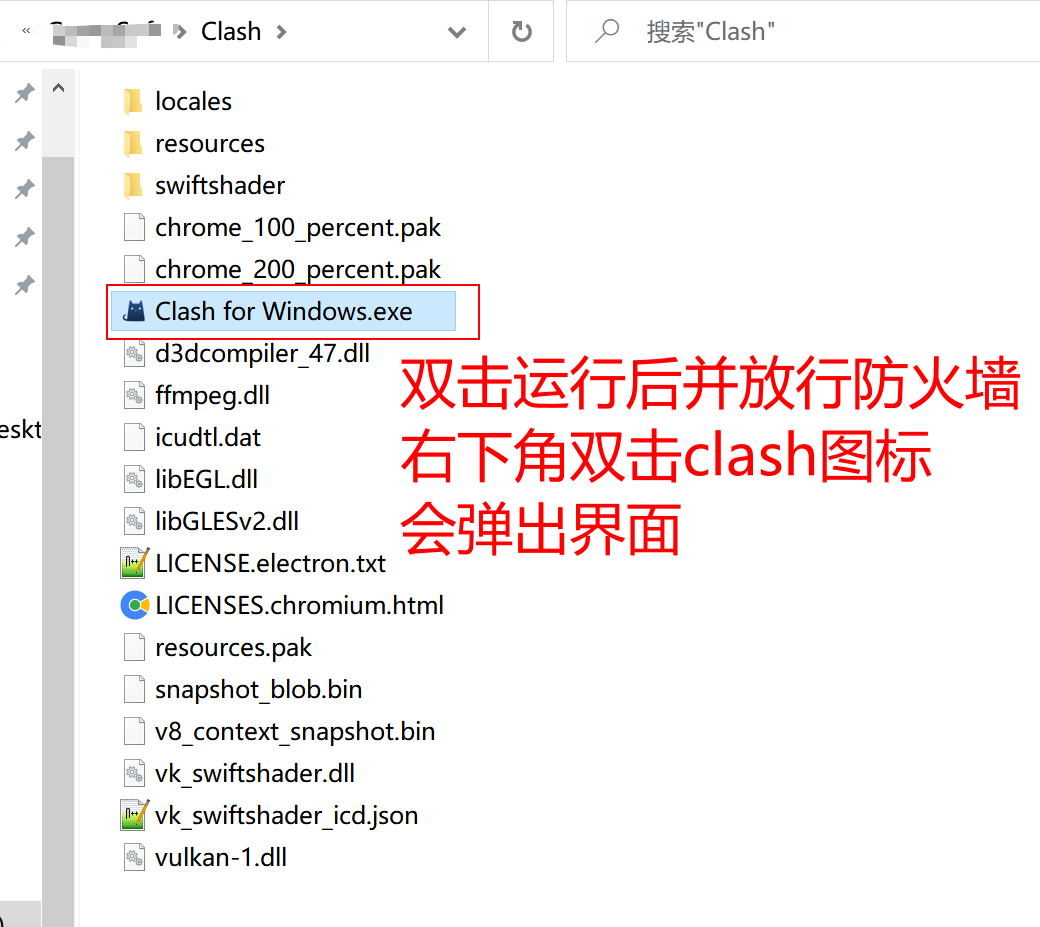 « Clash
搜索"Clash"
locales
resources
swiftshader
chrome_100_percent.pak
chrome_200_percent.pak
Clash for Windows.exe
d3dcompiler_47.dll
双击运行后并放行防火墙
ffmpeg.dll
eskt
icudtl.dat
右下角双击clash图标
libEGL.dll
libGLESv2.dll
会弹出界面
LICENSE.electron.txt
LICENSES.chromium.html
resources.pak
snapshot_blob.bin
v8_context_snapshot.bin
vk_swiftshader.dll
vk_swiftshader_icd.json
vulkan-1.dll